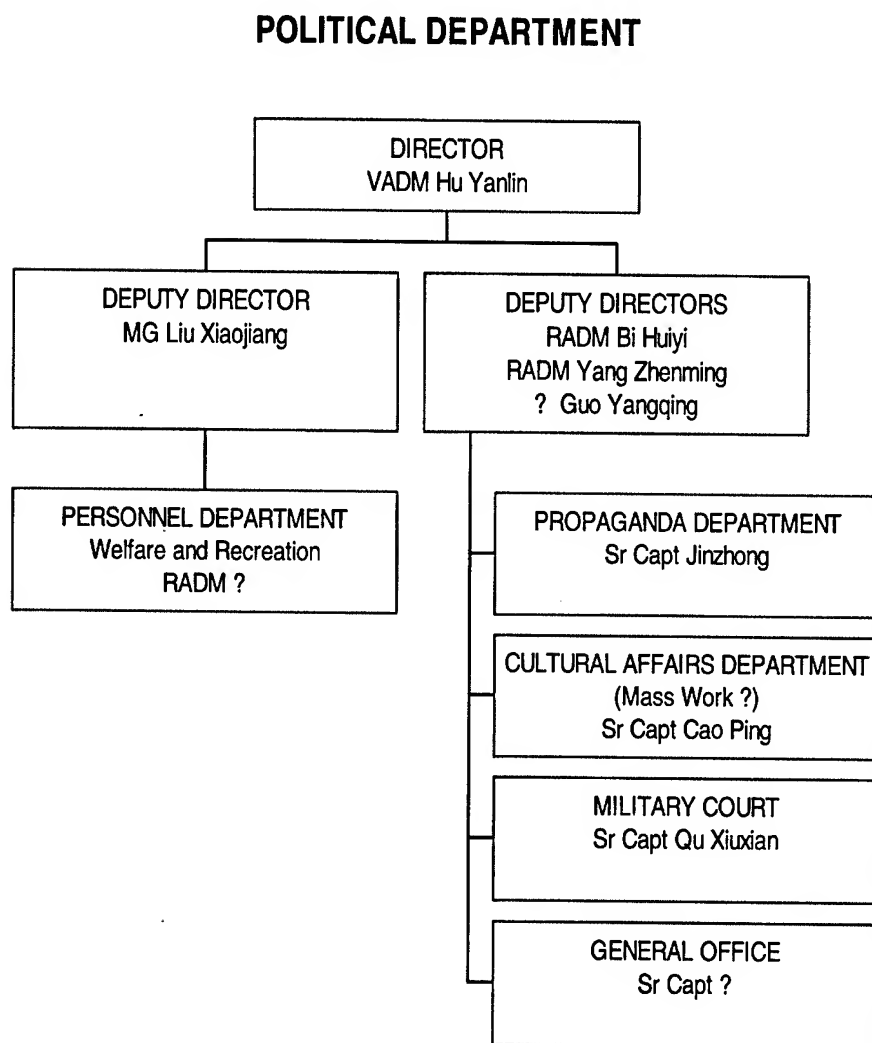 POLITICAL DEPARTMENT
DIRECTOR
VADM Hu Yanlin
DEPUTY DIRECTOR
MG Liu Xiaojiang
DEPUTY DIRECTORS
RADM Bi Huiyi
RADM Yang Zhenming
? Guo Yangqing
PERSONNEL DEPARTMENT
Welfare and Recreation
RADM ?
PROPAGANDA DEPARTMENT
Sr Capt Jinzhong
CULTURAL AFFAIRS DEPARTMENT
(Mass Work ?)
Sr Capt Cao Ping
MILITARY COURT
Sr Capt Qu Xiuxian
GENERAL OFFICE
Sr Capt ?